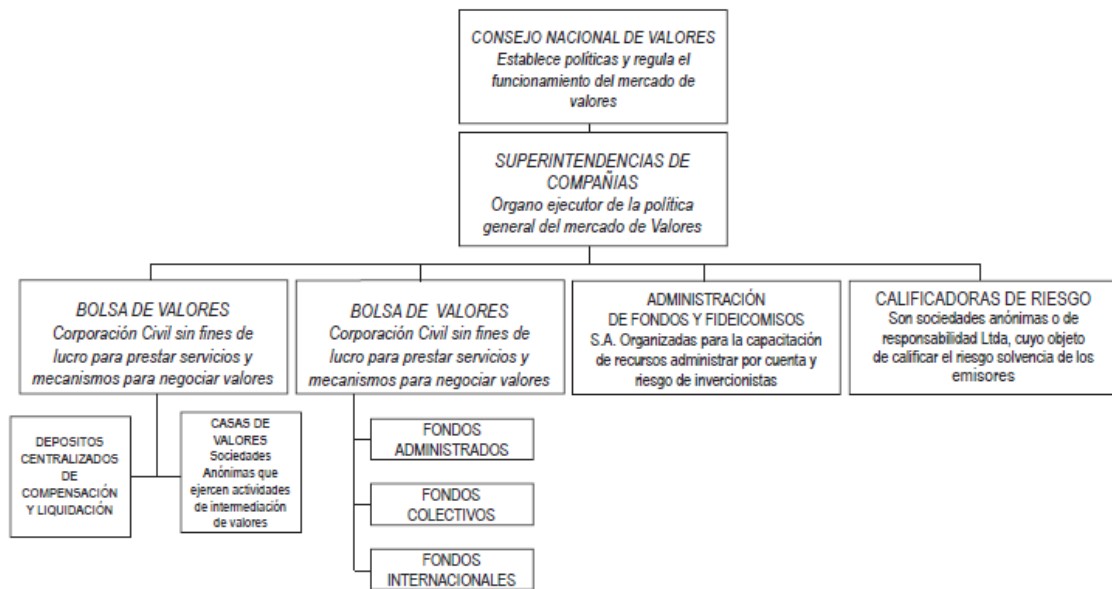 CONSEJO NACIONAL DE VALORES
Establece políticas y regula el
funcionamiento del mercado de
valores
SUPERINTENDENCIAS DE
COMPAÑIAS
Organo ejecutor de la política
general del mercado de Valores
BOLSA DE VALORES
Corporación Civil sin fines de
lucro para prestar servicios y
mecanismos para negociar valores
BOLSA DE VALORES
Corporación Civil sin fines de
lucro para prestar servicios y
mecanismos para negociar valores
ADMINISTRACIÓN
DE FONDOS Y FIDEICOMISOS
S.A. Organizadas para la capacitación
de recursos administrar por cuenta y
riesgo de invercionistas
CALIFICADORAS DE RIESGO
Son sociedades anónimas o de
responsabilidad Ltda, cuyo objeto
de calificar el riesgo solvencia de los
emisores
DEPOSITOS
CENTRALIZADOS
DE
COMPENSACIÓN
Y LIQUIDACIÓN
CASAS DE
VALORES
Sociedades
Anónimas que
ejercen actividades
de intermediación
de valores
FONDOS
ADMINISTRADOS
FONDOS
COLECTIVOS
FONDOS
INTERNACIONALES